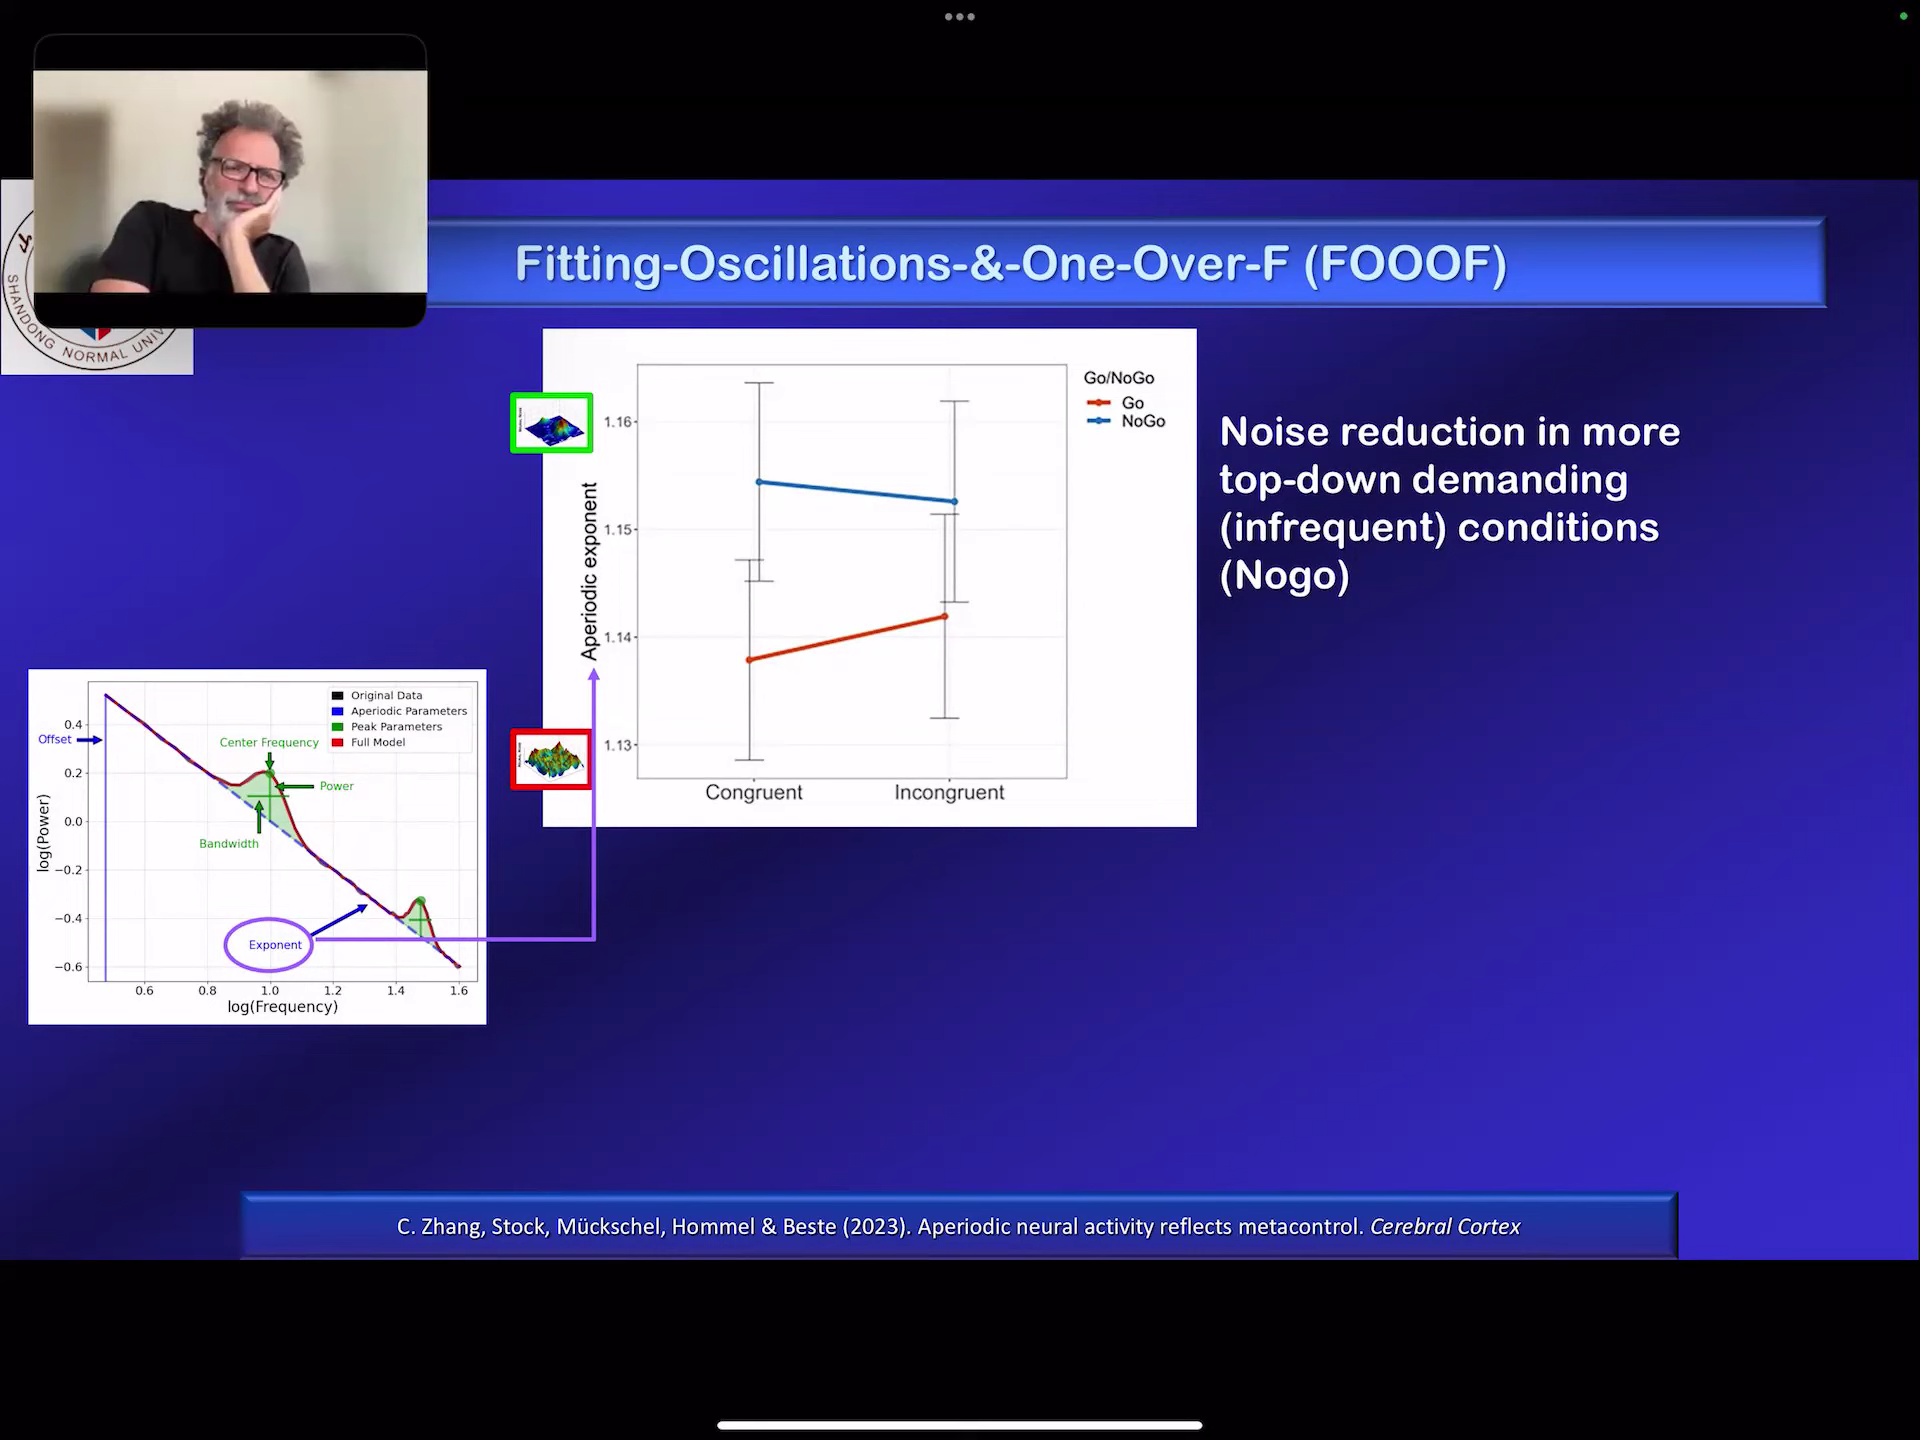 SHANDONG NORMAL UNIV
Fitting-Oscillations-&-One-Over-F (FOOOF)
Go/NoGo
Go
NoGo
1.16
1.15
1.14
1.13
Aperiodic exponent
Congruent
Incongruent
Noise reduction in more
top-down demanding
(infrequent) conditions
(Nogo)
Original Data
Aperiodic Parameters
Peak Parameters
Full Model
Offset
Center Frequency
Power
Bandwidth
Exponent
log(Power)
0.4
0.2
0.0
−0.2
−0.4
−0.6
0.6 0.8 1.0 1.2 1.4 1.6
log(Frequency)
C. Zhang, Stock, Mückschel, Hommel & Beste (2023). Aperiodic neural activity reflects metacontrol. Cerebral Cortex